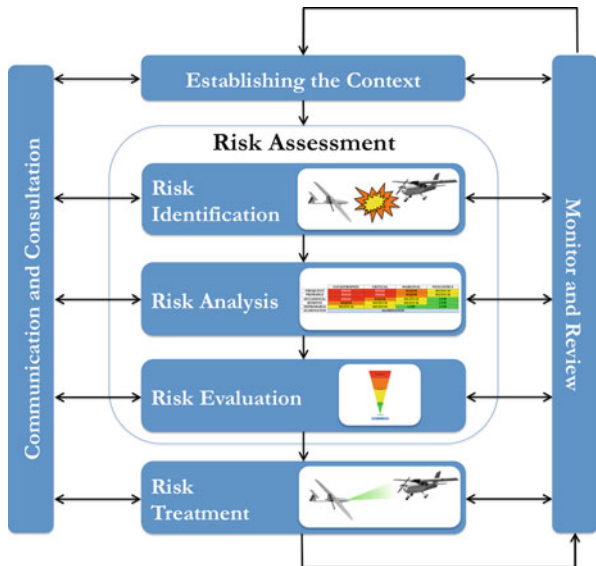 Establishing the Context
Communication and Consultation
Monitor and Review
Risk Assessment
Risk
Identification
Risk Analysis
Risk Evaluation
Risk
Treatment